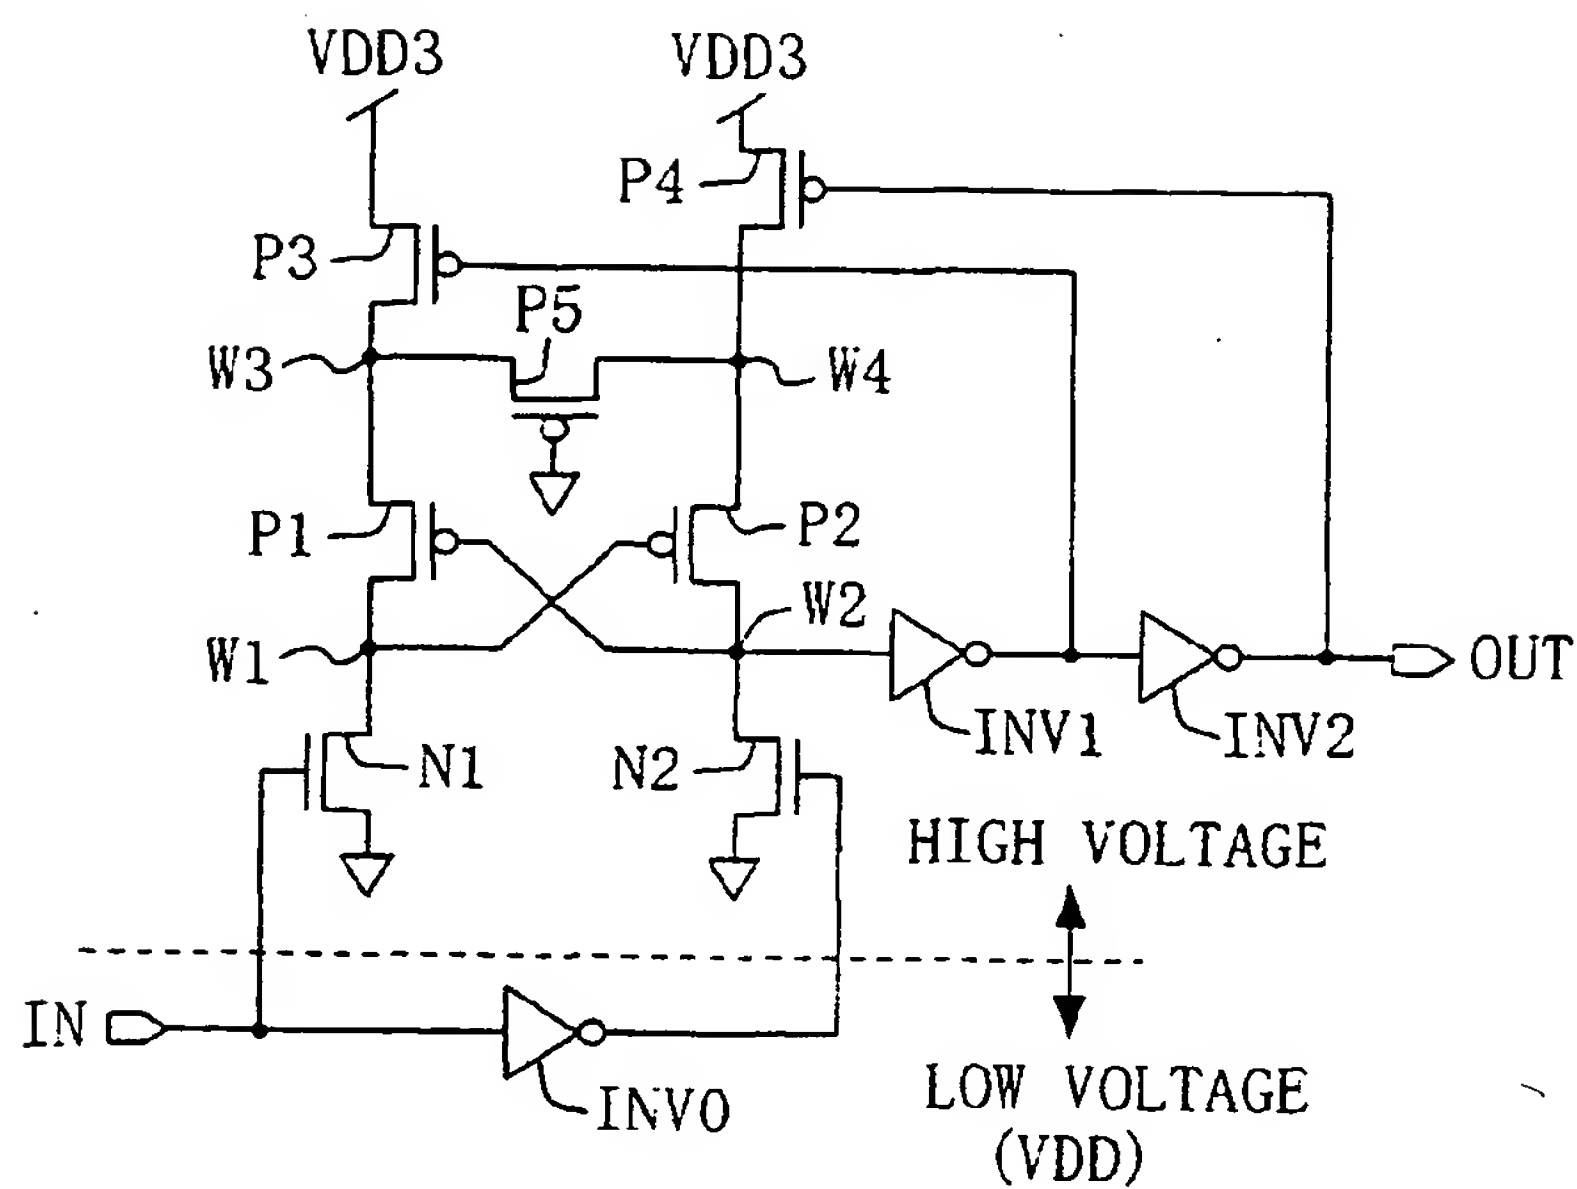 VDD3
VDD3
P4
P3
P5
W3
W4
P1
P2
W2
W1
OUT
INV1
INV2
N1
N2
HIGH VOLTAGE
IN
LOW VOLTAGE
INV0
(VDD)